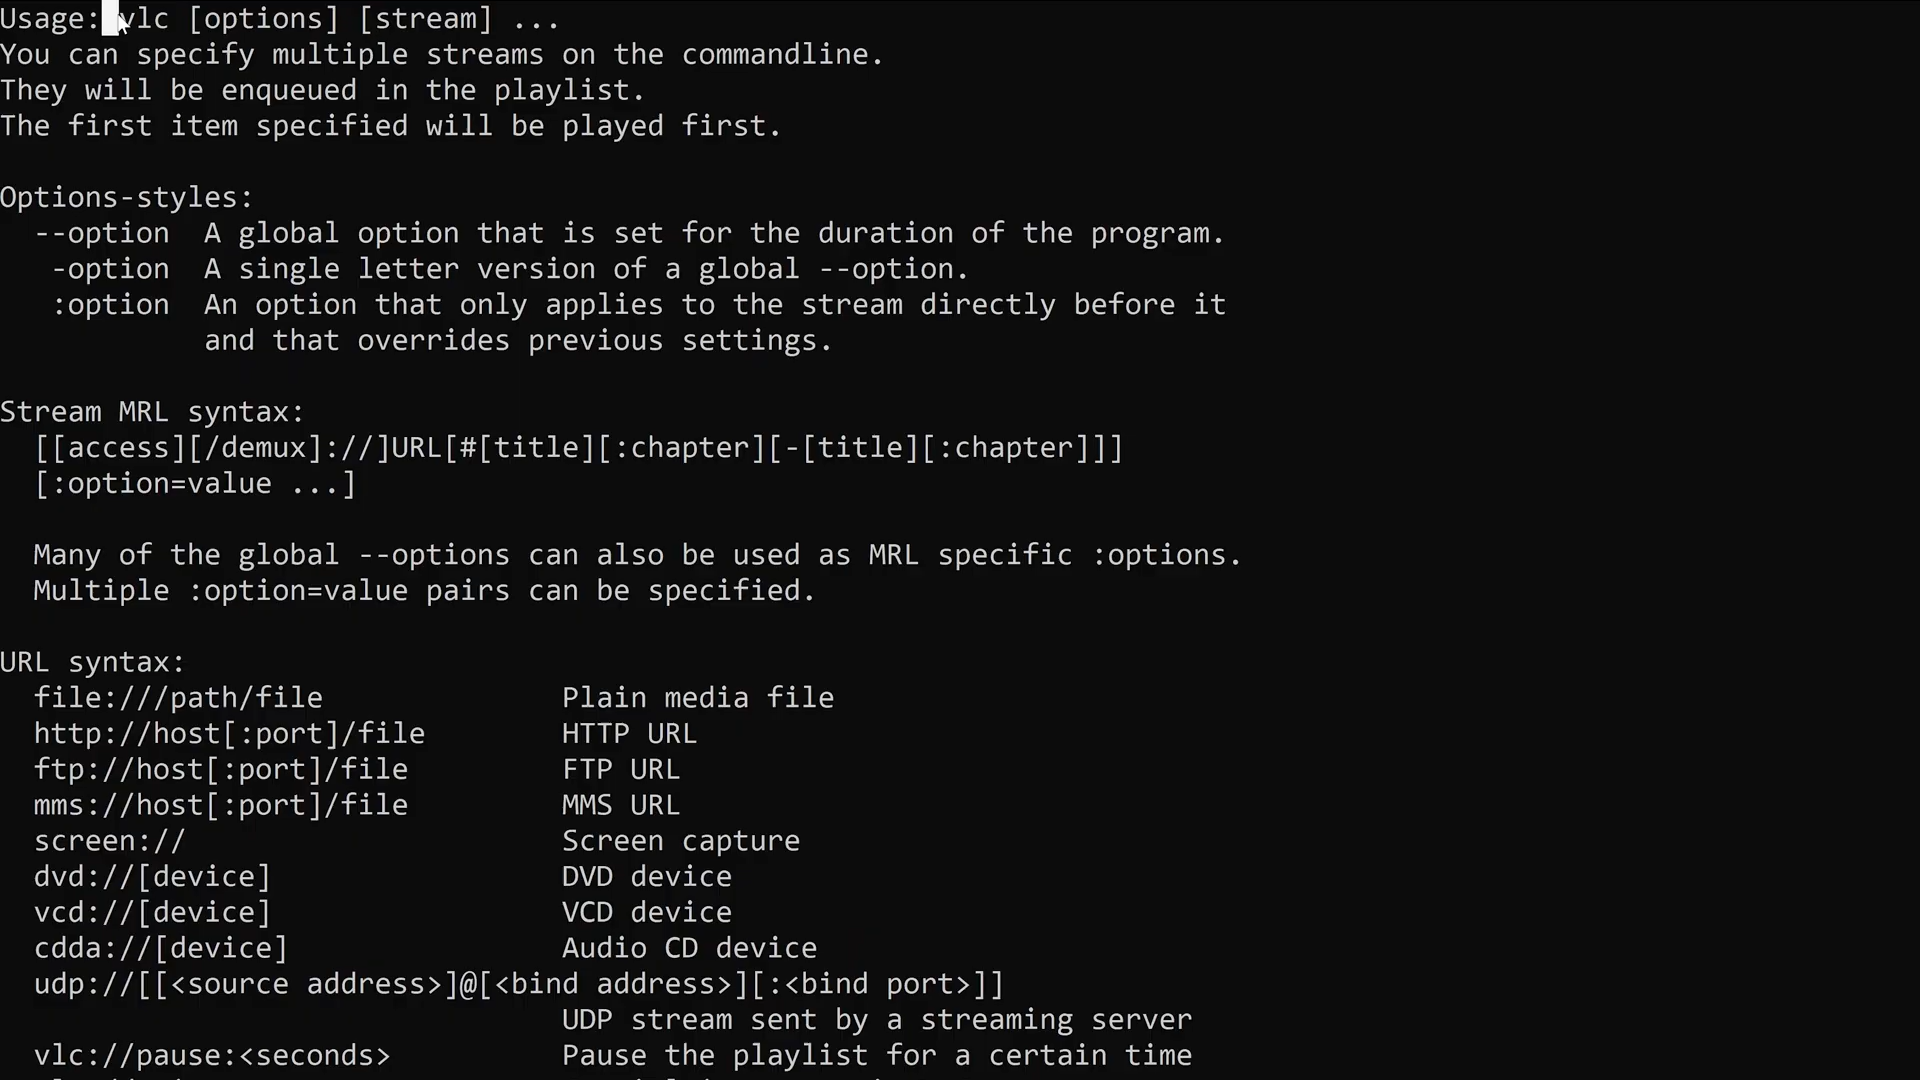 Usage: vlc [options] [stream] ...
You can specify multiple streams on the commandline.
They will be enqueued in the playlist.
The first item specified will be played first.
Options-styles:
--option A global option that is set for the duration of the program.
-option A single letter version of a global --option.
:option An option that only applies to the stream directly before it
and that overrides previous settings.
Stream MRL syntax:
[[access][/demux]://]URL[#[title][:chapter][-[title][:chapter]]]
[:option=value ...]
Many of the global --options can also be used as MRL specific :options.
Multiple :option=value pairs can be specified.
URL syntax:
file:///path/file Plain media file
http://host[:port]/file HTTP URL
ftp://host[:port]/file FTP URL
mms://host[:port]/file MMS URL
screen:// Screen capture
dvd://[device] DVD device
vcd://[device] VCD device
cdda://[device] Audio CD device
udp://[[<source address>]@[<bind address>][:<bind port>]]
UDP stream sent by a streaming server
vlc://pause:<seconds> Pause the playlist for a certain time